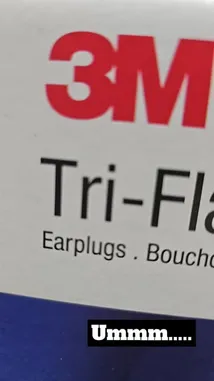 3M
Tri-Fla
Earplugs . Boucho
Ummm.....